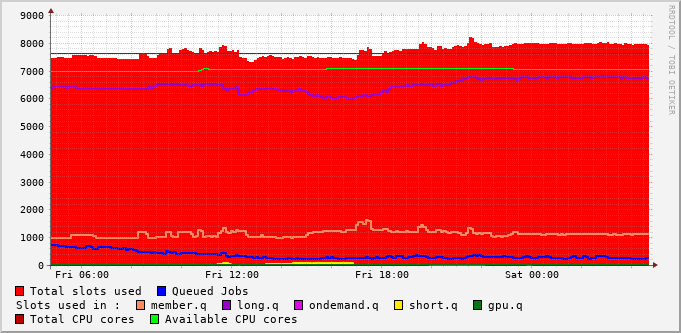 9000
8000
7000
6000
5000
4000
3000
2000
1000
0
Fri 06:00 Fri 12:00 Fri 18:00 Sat 00:00
RRDTOOL / TOBI OETIKER
Total slots used Queued Jobs
Slots used in : member.q long.q ondemand.q short.q gpu.q
Total CPU cores Available CPU cores